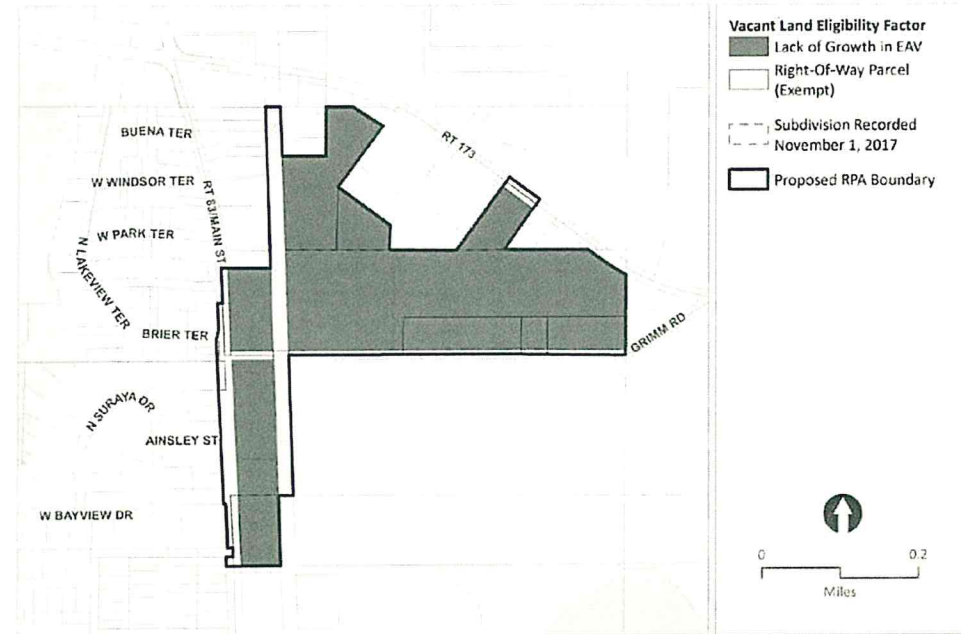 Vacant Land Eligibility Factor
Lack of Growth in EAV
Right-Of-Way Parcel
(Exempt)
Subdivision Recorded
November 1, 2017
Proposed RPA Boundary
BUENA TER
RT 173
W WINDSOR TER
RT 83/MAIN ST
W PARK TER
N LAKEVIEW TER
BRIER TER
GRIMM RD
N SURAYA DR
AINSLEY ST
W BAYVIEW DR
0 0.2
Miles